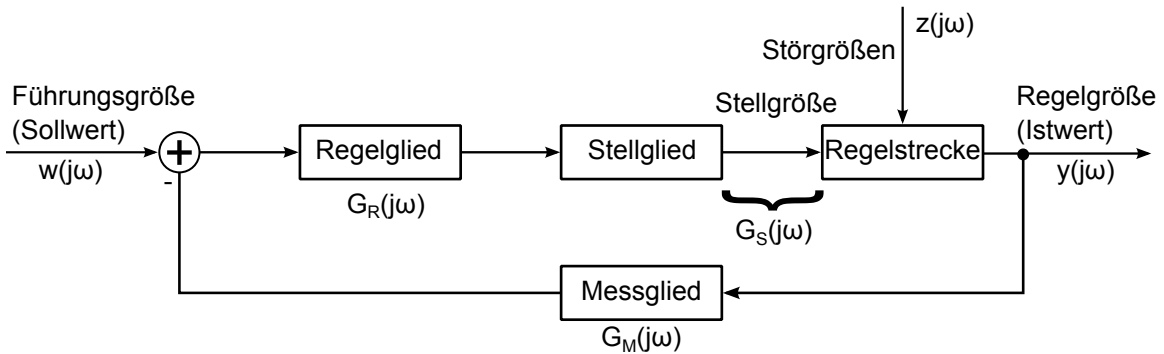 z(jω)
Störgrößen
Führungsgröße
(Sollwert)
w(jω)
+
-
Regelglied
G_R(jω)
Stellglied
Stellgröße
G_S(jω)
Regelstrecke
Regelgröße
(Istwert)
y(jω)
Messglied
G_M(jω)